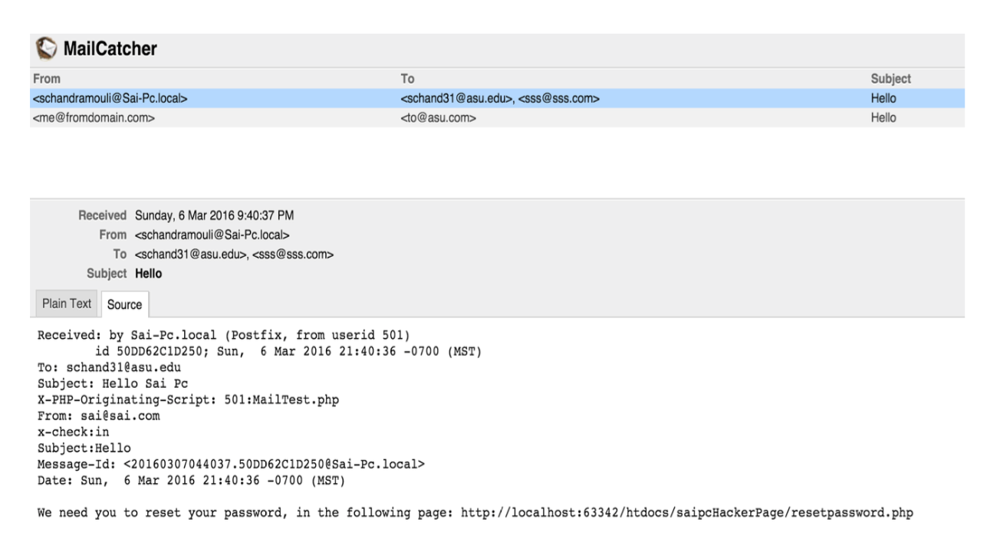 MailCatcher
From To Subject
<schandramouli@Sai-Pc.local> <schand31@asu.edu>, <sss@sss.com> Hello
<me@fromdomain.com> <to@asu.com> Hello
Received Sunday, 6 Mar 2016 9:40:37 PM
From <schandramouli@Sai-Pc.local>
To <schand31@asu.edu>, <sss@sss.com>
Subject Hello
Plain Text Source
Received: by Sai-Pc.local (Postfix, from userid 501)
id 50DD62C1D250; Sun,  6 Mar 2016 21:40:36 -0700 (MST)
To: schand31@asu.edu
Subject: Hello Sai Pc
X-PHP-Originating-Script: 501:MailTest.php
From: sai@sai.com
x-check:in
Subject:Hello
Message-Id: <20160307044037.50DD62C1D250@Sai-Pc.local>
Date: Sun,  6 Mar 2016 21:40:36 -0700 (MST)
We need you to reset your password, in the following page: http://localhost:63342/htdocs/saipcHackerPage/resetpassword.php